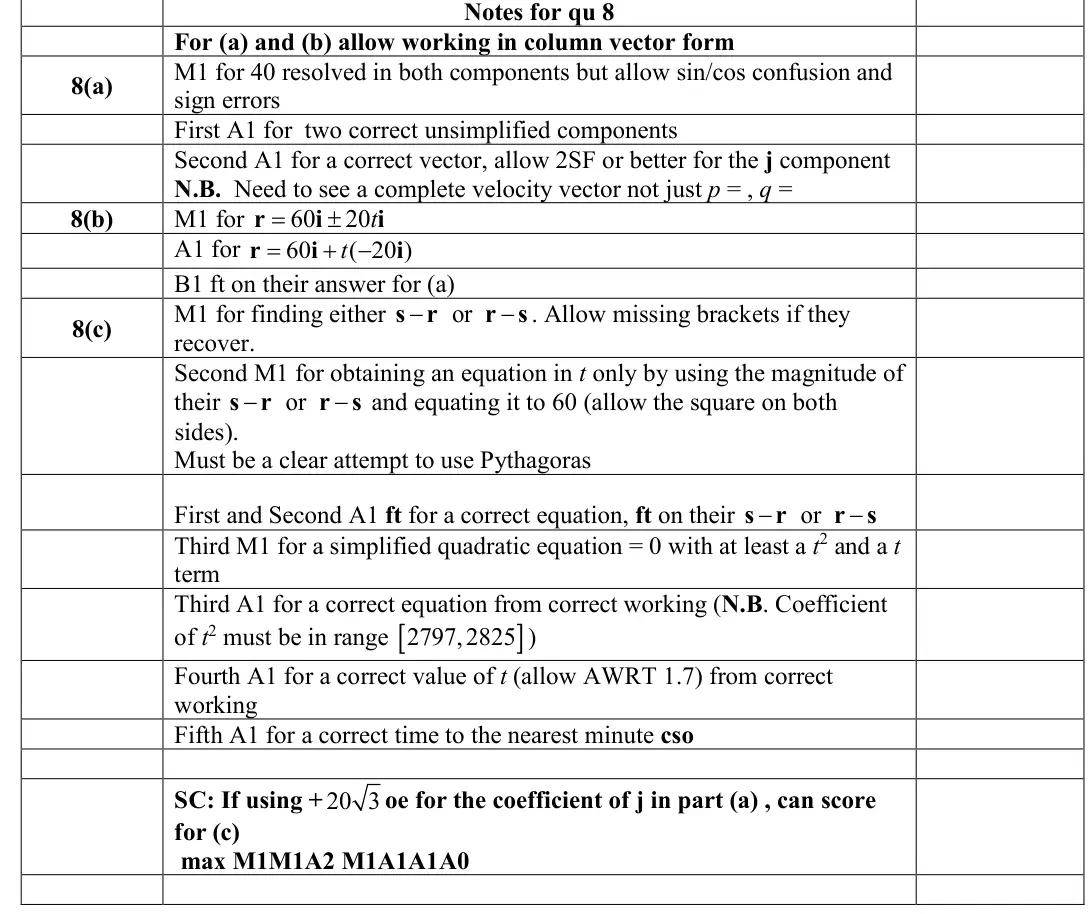 Notes for qu 8
For (a) and (b) allow working in column vector form
8(a)
M1 for 40 resolved in both components but allow sin/cos confusion and
sign errors
First A1 for two correct unsimplified components
Second A1 for a correct vector, allow 2SF or better for the j component
N.B. Need to see a complete velocity vector not just p = , q =
8(b)
M1 for r = 60i ± 20ti
A1 for r = 60i + t(−20i)
B1 ft on their answer for (a)
8(c)
M1 for finding either s − r or r − s. Allow missing brackets if they
recover.
Second M1 for obtaining an equation in t only by using the magnitude of
their s − r or r − s and equating it to 60 (allow the square on both
sides).
Must be a clear attempt to use Pythagoras
First and Second A1 ft for a correct equation, ft on their s − r or r − s
Third M1 for a simplified quadratic equation = 0 with at least a t² and a t
term
Third A1 for a correct equation from correct working (N.B. Coefficient
of t² must be in range [2797, 2825])
Fourth A1 for a correct value of t (allow AWRT 1.7) from correct
working
Fifth A1 for a correct time to the nearest minute cso
SC: If using +20√3 oe for the coefficient of j in part (a) , can score
for (c)
max M1M1A2 M1A1A1A0